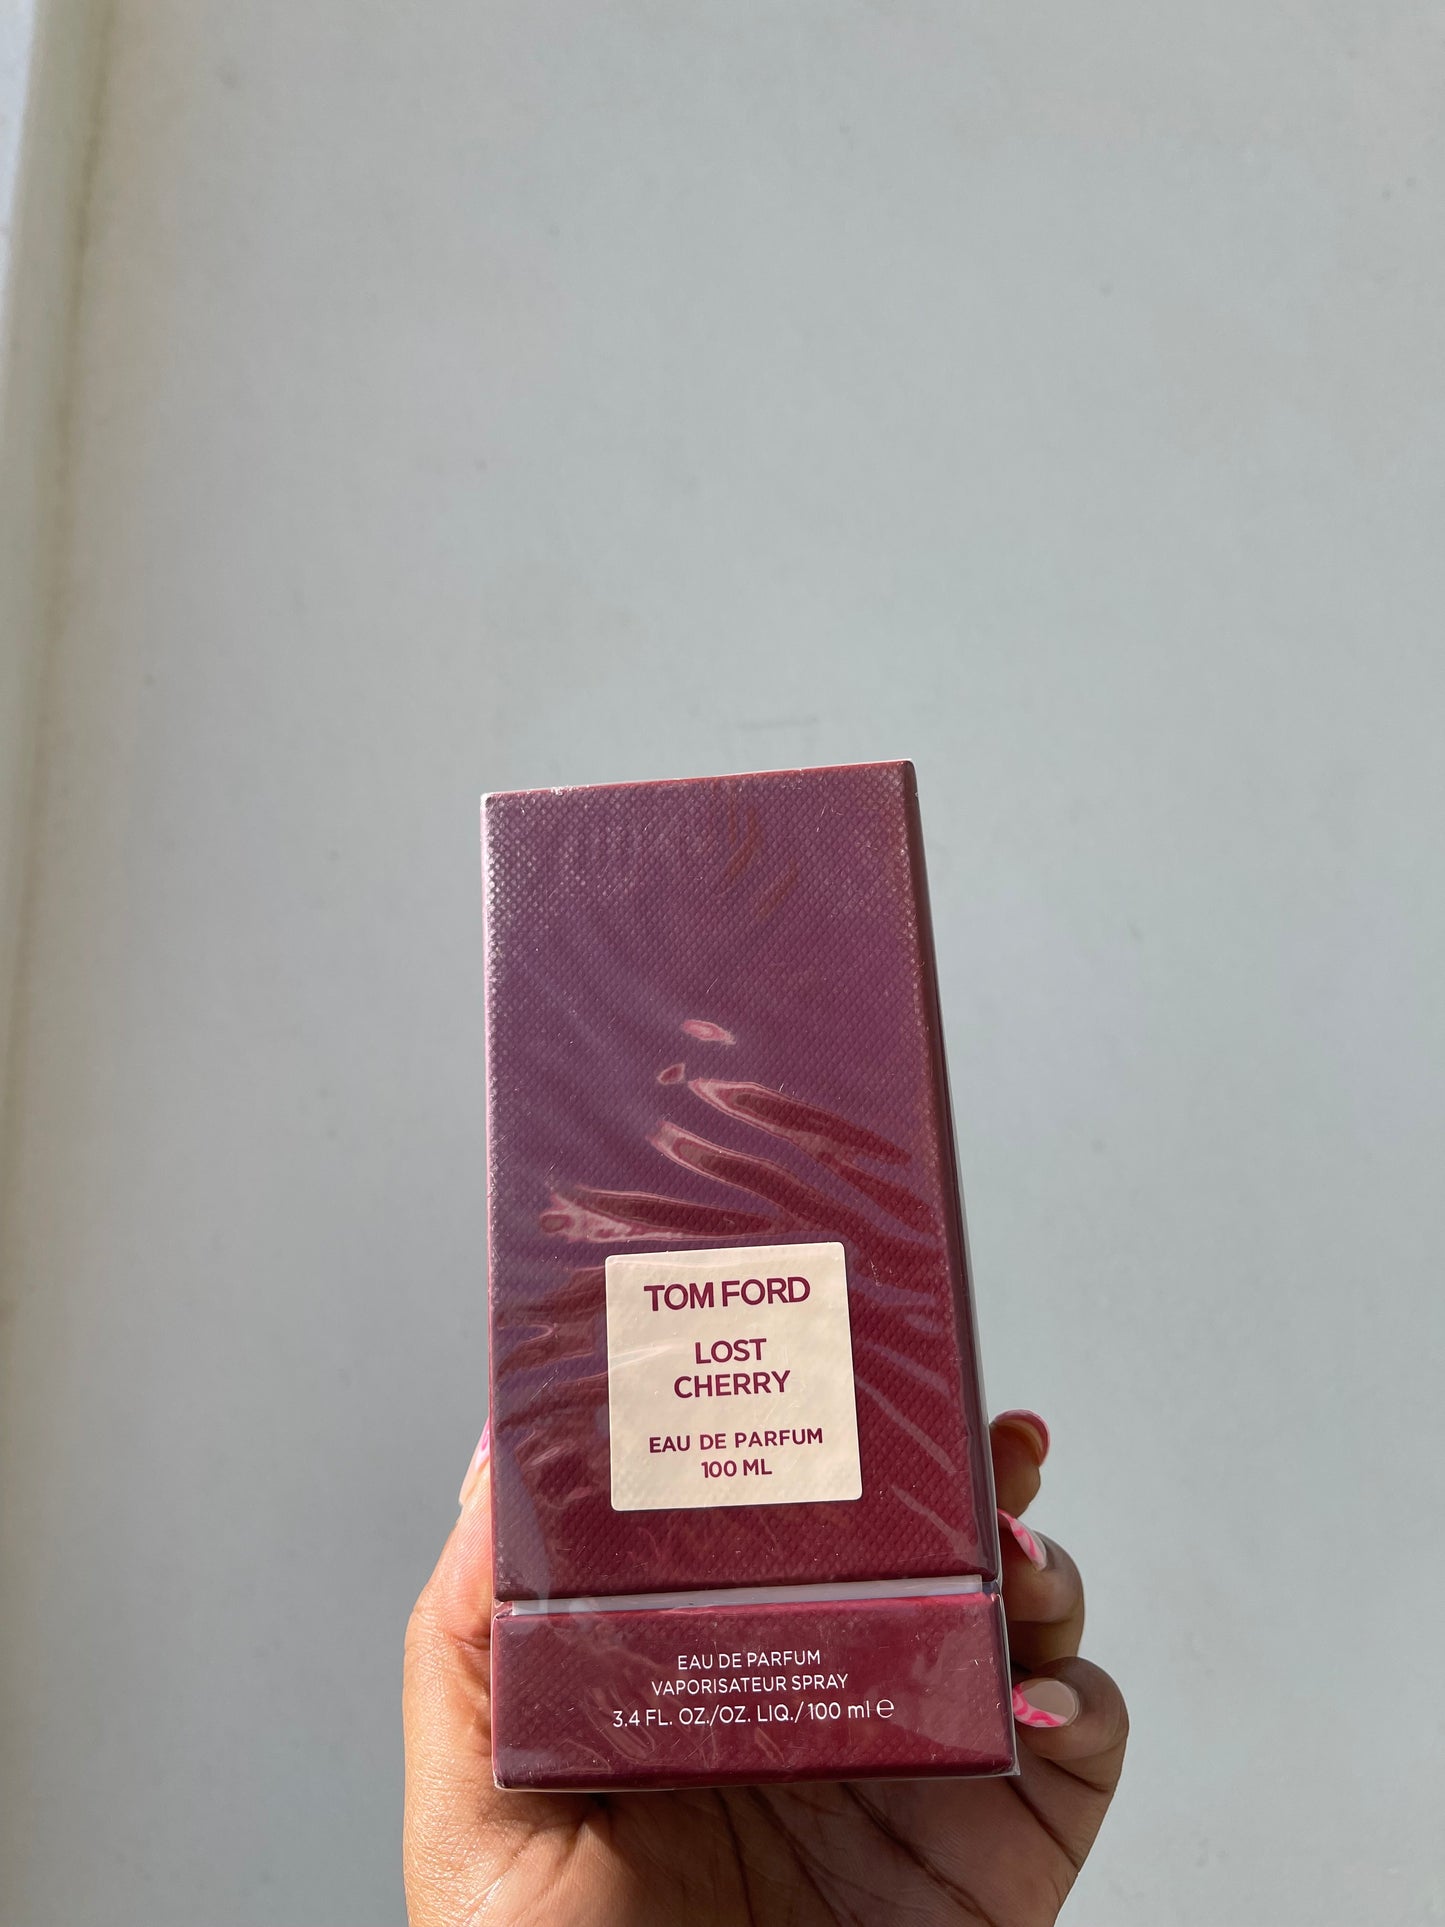 TOM FORD
LOST
CHERRY
EAU DE PARFUM
100 ML
EAU DE PARFUM
VAPORISATEUR SPRAY
3.4 FL. OZ./OZ. LIQ./100 ml ℮